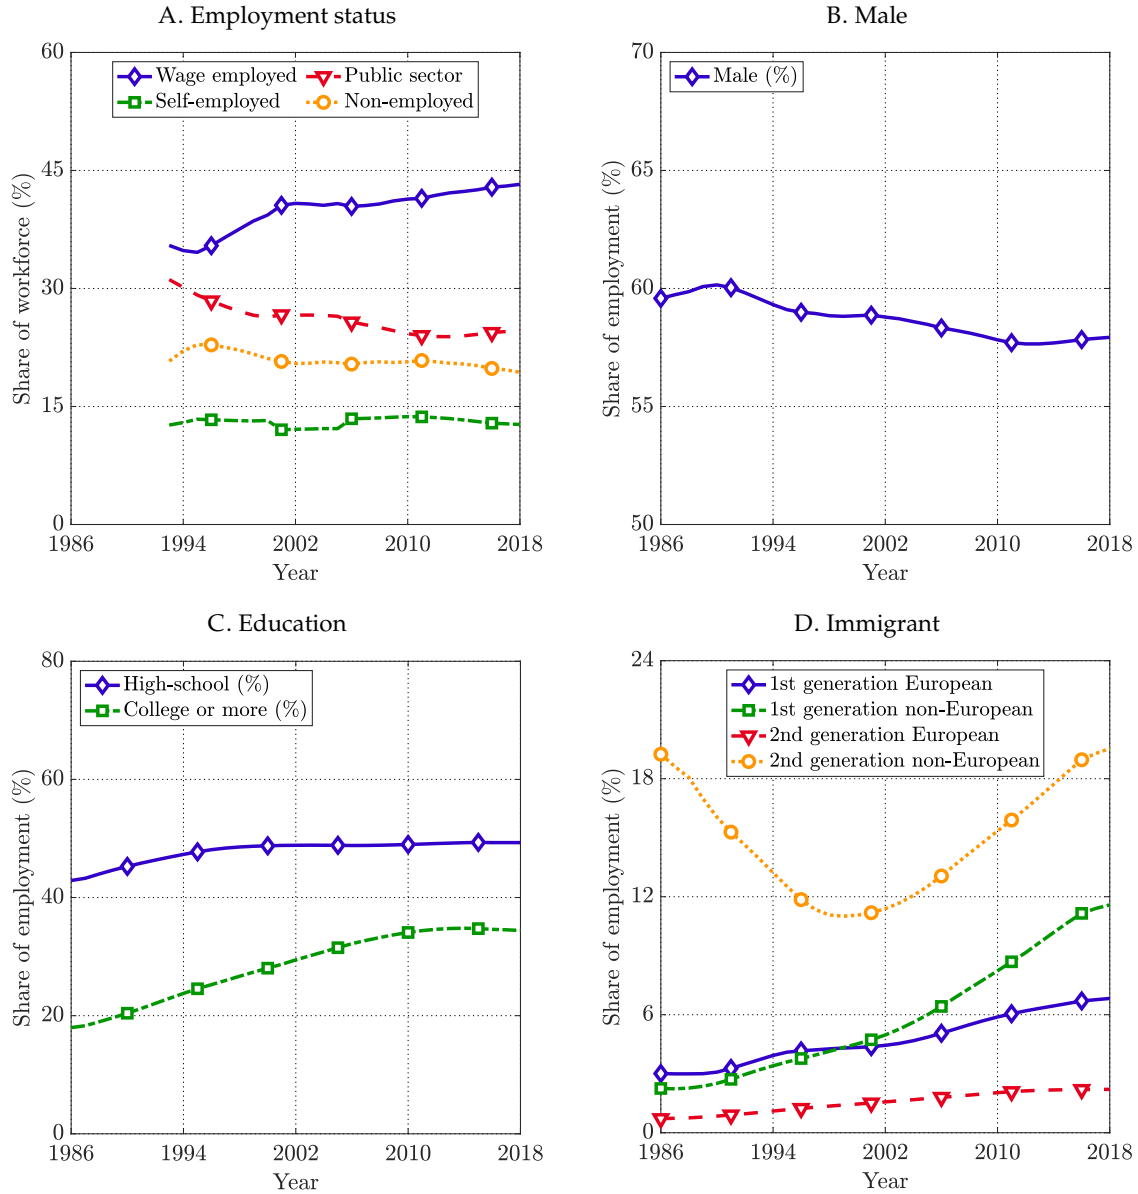 A. Employment status
Wage employed
Public sector
Self-employed
Non-employed
Share of workforce (%)
60
45
30
15
0
1986
1994
2002
2010
2018
Year
B. Male
Male (%)
Share of employment (%)
70
65
60
55
50
1986
1994
2002
2010
2018
Year
C. Education
High-school (%)
College or more (%)
Share of employment (%)
80
60
40
20
0
1986
1994
2002
2010
2018
Year
D. Immigrant
1st generation European
1st generation non-European
2nd generation European
2nd generation non-European
Share of employment (%)
24
18
12
6
0
1986
1994
2002
2010
2018
Year